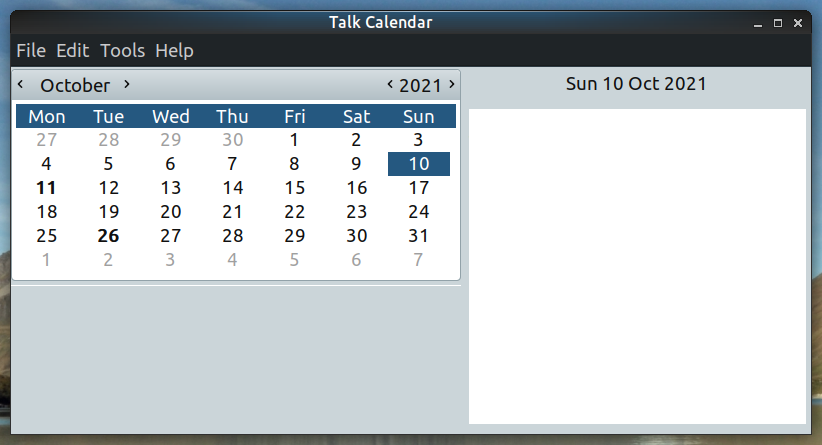 Talk Calendar
File Edit Tools Help
October 2021
Mon Tue Wed Thu Fri Sat Sun
27 28 29 30 1 2 3
4 5 6 7 8 9 10
11 12 13 14 15 16 17
18 19 20 21 22 23 24
25 26 27 28 29 30 31
1 2 3 4 5 6 7
Sun 10 Oct 2021